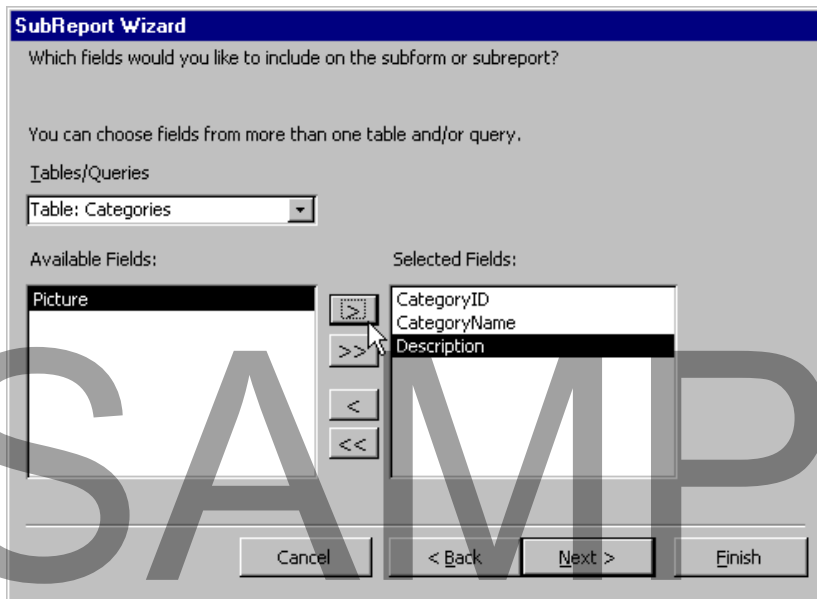 SubReport Wizard
Which fields would you like to include on the subform or subreport?
You can choose fields from more than one table and/or query.
Tables/Queries
Table: Categories
Available Fields:
Selected Fields:
Picture
>
>>
<
<<
CategoryID
CategoryName
Description
Cancel
< Back
Next >
Finish
SAMP